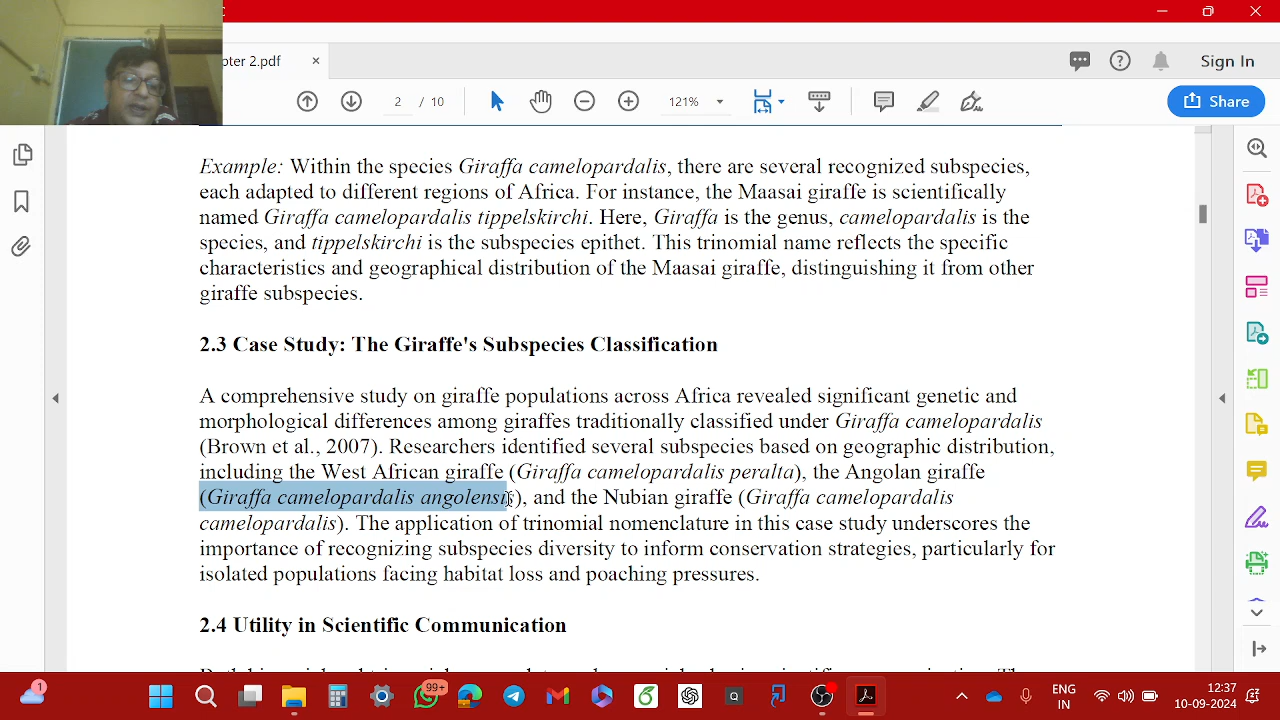 pter 2.pdf
Sign In
2 / 10
121%
Share
Example: Within the species Giraffa camelopardalis, there are several recognized subspecies,
each adapted to different regions of Africa. For instance, the Maasai giraffe is scientifically
named Giraffa camelopardalis tippelskirchi. Here, Giraffa is the genus, camelopardalis is the
species, and tippelskirchi is the subspecies epithet. This trinomial name reflects the specific
characteristics and geographical distribution of the Maasai giraffe, distinguishing it from other
giraffe subspecies.
2.3 Case Study: The Giraffe's Subspecies Classification
A comprehensive study on giraffe populations across Africa revealed significant genetic and
morphological differences among giraffes traditionally classified under Giraffa camelopardalis
(Brown et al., 2007). Researchers identified several subspecies based on geographic distribution,
including the West African giraffe (Giraffa camelopardalis peralta), the Angolan giraffe
(Giraffa camelopardalis angolensis), and the Nubian giraffe (Giraffa camelopardalis
camelopardalis). The application of trinomial nomenclature in this case study underscores the
importance of recognizing subspecies diversity to inform conservation strategies, particularly for
isolated populations facing habitat loss and poaching pressures.
2.4 Utility in Scientific Communication
1
99+
ENG
IN
12:37
10-09-2024